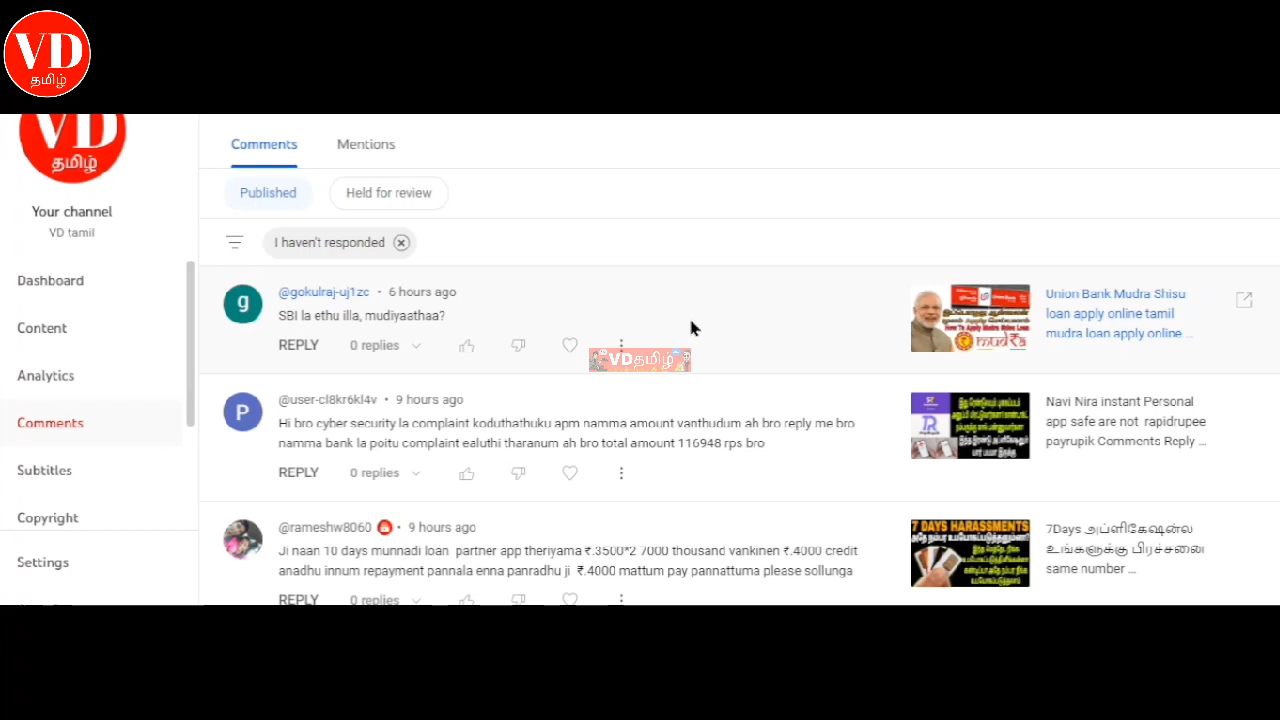 VD
தமிழ்
VD
தமிழ்
Your channel
VD tamil
Dashboard
Content
Analytics
Comments
Subtitles
Copyright
Settings
Comments
Mentions
Published
Held for review
I haven't responded
@gokulraj-uj1zc • 6 hours ago
SBI la ethu illa, mudiyaathaa?
REPLY 0 replies
VDதமிழ்
Union Bank Mudra Shisu
loan apply online tamil
mudra loan apply online ...
P
@user-cl8kr6kl4v • 9 hours ago
Hi bro cyber security la complaint koduthathuku apm namma amount vanthudum ah bro reply me bro
namma bank la poitu complaint ealuthi tharanum ah bro total amount 116948 rps bro
REPLY 0 replies
Navi Nira instant Personal
app safe are not rapidrupee
payrupik Comments Reply ...
@rameshw8060 • 9 hours ago
Ji naan 10 days munnadi loan partner app theriyama ₹.3500*2 7000 thousand vankinen ₹.4000 credit
aaradhu innum repayment pannala enna panradhu ji ₹.4000 mattum pay pannattuma please sollunga
REPLY 0 replies
7 DAYS HARASSMENTS
7Days அப்ளிகேஷன்ல
உங்களுக்கு பிரச்சலை
same number ...